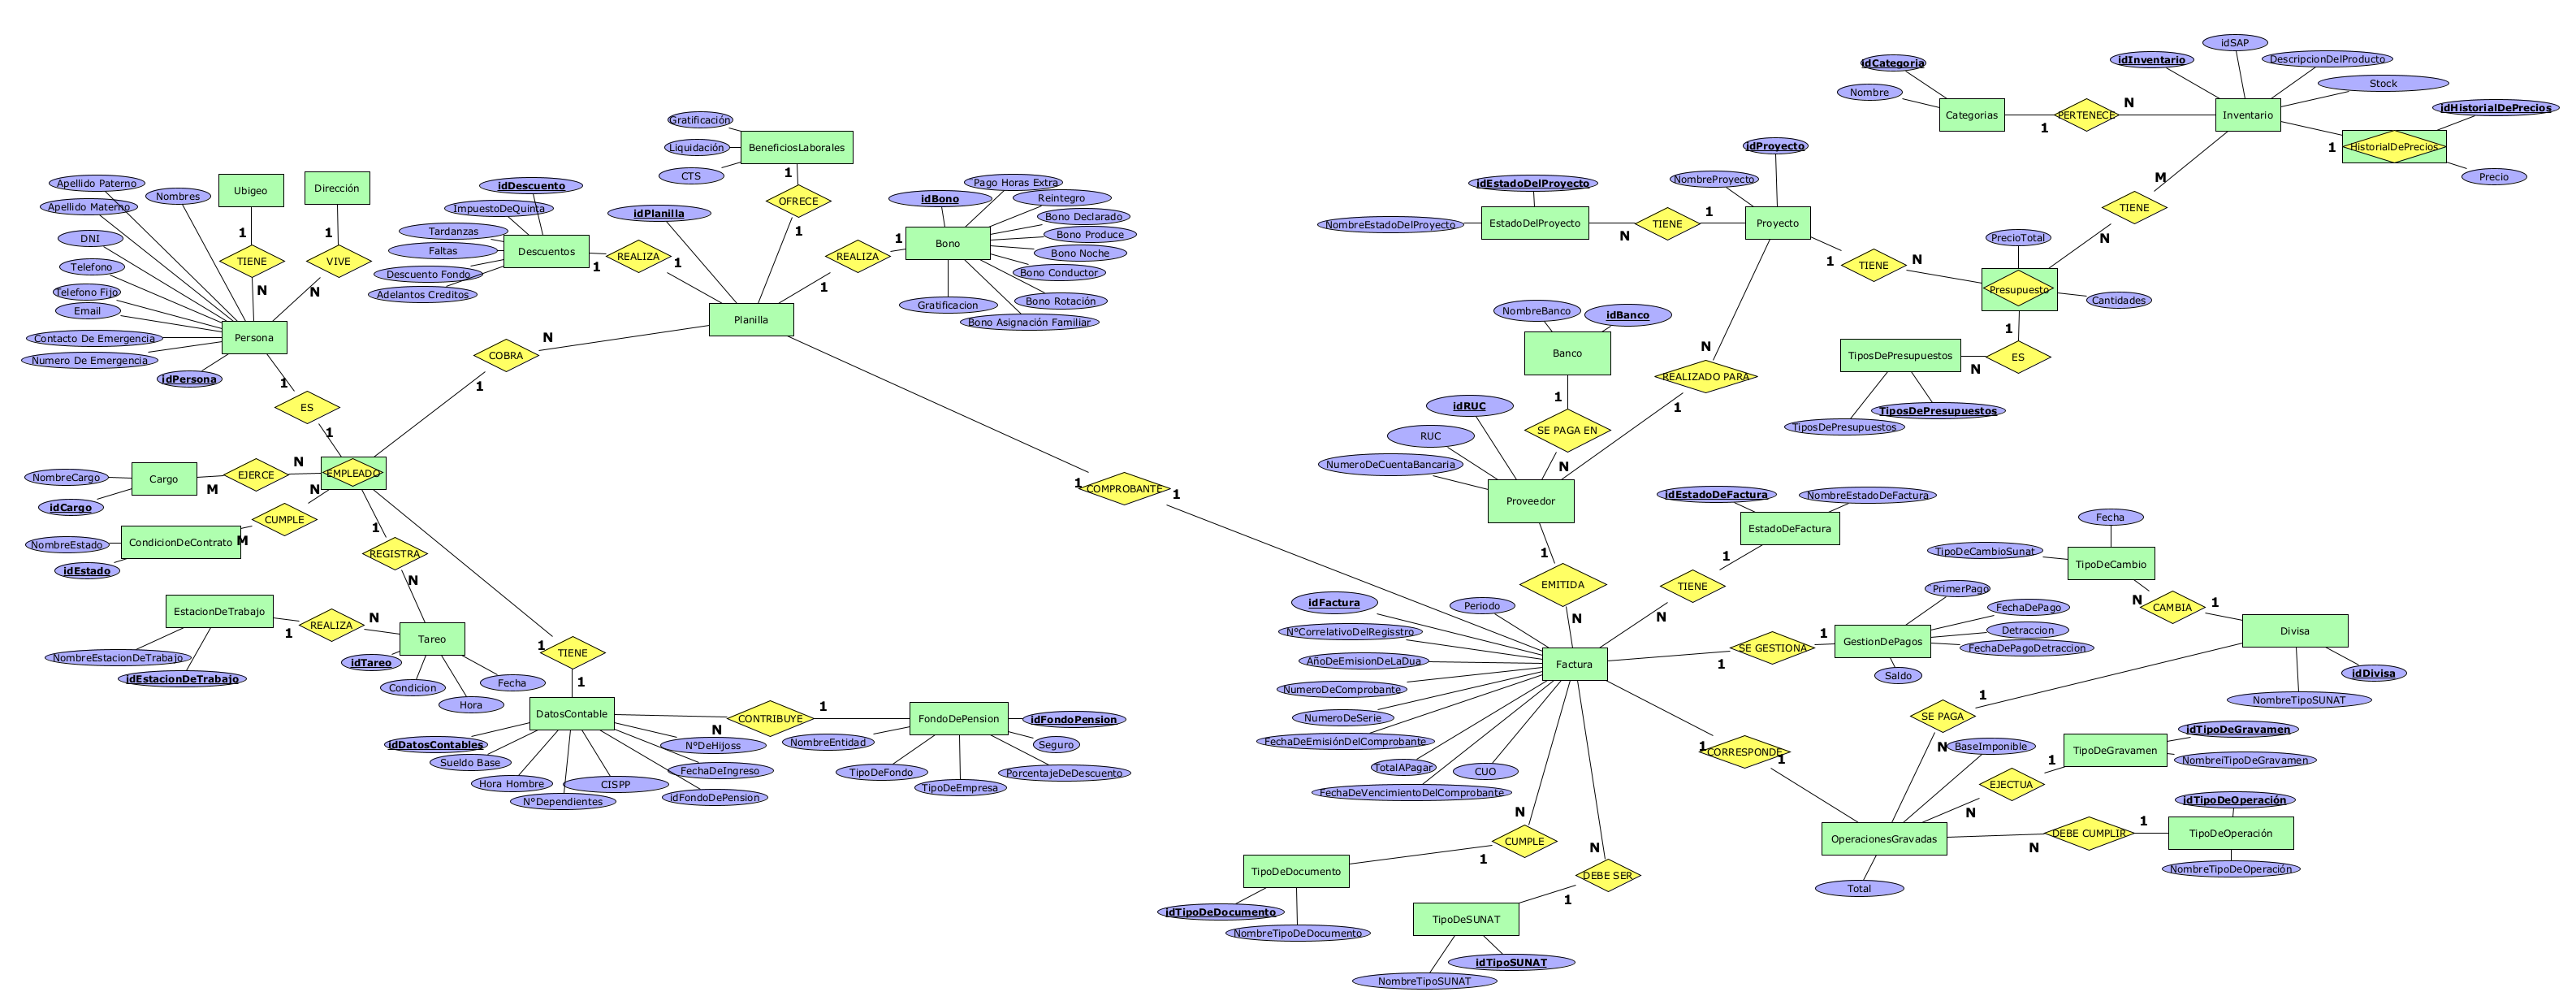 idSAP
idCategoria
idInventario
DescripcionDelProducto
Stock
Nombre
idHistorialDePrecios
Categorias
1
PERTENECE
N
Inventario
1
HistorialDePrecios
Precio
Gratificación
Liquidación
CTS
BeneficiosLaborales
1
OFRECE
1
idProyecto
NombreProyecto
idEstadoDelProyecto
NombreEstadoDelProyecto
EstadoDelProyecto
N
TIENE
1
Proyecto
M
TIENE
N
1
TIENE
N
PrecioTotal
Presupuesto
Cantidades
1
ES
N
TiposDePresupuestos
TiposDePresupuestos
TiposDePresupuestos
Apellido Paterno
Apellido Materno
Nombres
DNI
Telefono
Telefono Fijo
Email
Contacto De Emergencia
Numero De Emergencia
idPersona
Ubigeo
1
TIENE
N
Dirección
1
VIVE
N
Persona
1
ES
1
idDescuento
ImpuestoDeQuinta
Tardanzas
Faltas
Descuento Fondo
Adelantos Creditos
Descuentos
1
REALIZA
1
idPlanilla
Planilla
1
REALIZA
1
idBono
Bono
Pago Horas Extra
Reintegro
Bono Declarado
Bono Produce
Bono Noche
Bono Conductor
Bono Rotación
Bono Asignación Familiar
Gratificacion
N
COBRA
1
NombreBanco
idBanco
Banco
1
SE PAGA EN
N
N
REALIZADO PARA
1
idRUC
RUC
NumeroDeCuentaBancaria
Proveedor
1
EMITIDA
N
NombreCargo
idCargo
Cargo
M
EJERCE
N
EMPLEADO
N
CUMPLE
M
NombreEstado
idEstado
CondicionDeContrato
1
REGISTRA
N
1
COMPROBANTE
1
idEstadoDeFactura
NombreEstadoDeFactura
EstadoDeFactura
1
TIENE
N
Fecha
TipoDeCambioSunat
TipoDeCambio
N
CAMBIA
1
Divisa
idDivisa
NombreTipoSUNAT
EstacionDeTrabajo
1
REALIZA
N
NombreEstacionDeTrabajo
idEstacionDeTrabajo
Tareo
idTareo
Condicion
Hora
Fecha
1
TIENE
1
idFactura
Periodo
N°CorrelativoDelRegisstro
AñoDeEmisionDeLaDua
NumeroDeComprobante
NumeroDeSerie
FechaDeEmisiónDelComprobante
TotalAPagar
FechaDeVencimientoDelComprobante
CUO
Factura
1
SE GESTIONA
1
GestionDePagos
PrimerPago
FechaDePago
Detraccion
FechaDePagoDetraccion
Saldo
1
SE PAGA
N
DatosContable
idDatosContables
Sueldo Base
Hora Hombre
N°Dependientes
CISPP
idFondoDePension
FechaDeIngreso
N°DeHijoss
N
CONTRIBUYE
1
FondoDePension
idFondoPension
Seguro
PorcentajeDeDescuento
TipoDeEmpresa
TipoDeFondo
NombreEntidad
1
CORRESPONDE
1
BaseImponible
idTipoDeGravamen
TipoDeGravamen
NombreiTipoDeGravamen
1
EJECTUA
N
OperacionesGravadas
Total
N
DEBE CUMPLIR
1
idTipoDeOperación
TipoDeOperación
NombreTipoDeOperación
N
CUMPLE
1
TipoDeDocumento
idTipoDeDocumento
NombreTipoDeDocumento
N
DEBE SER
1
TipoDeSUNAT
idTipoSUNAT
NombreTipoSUNAT